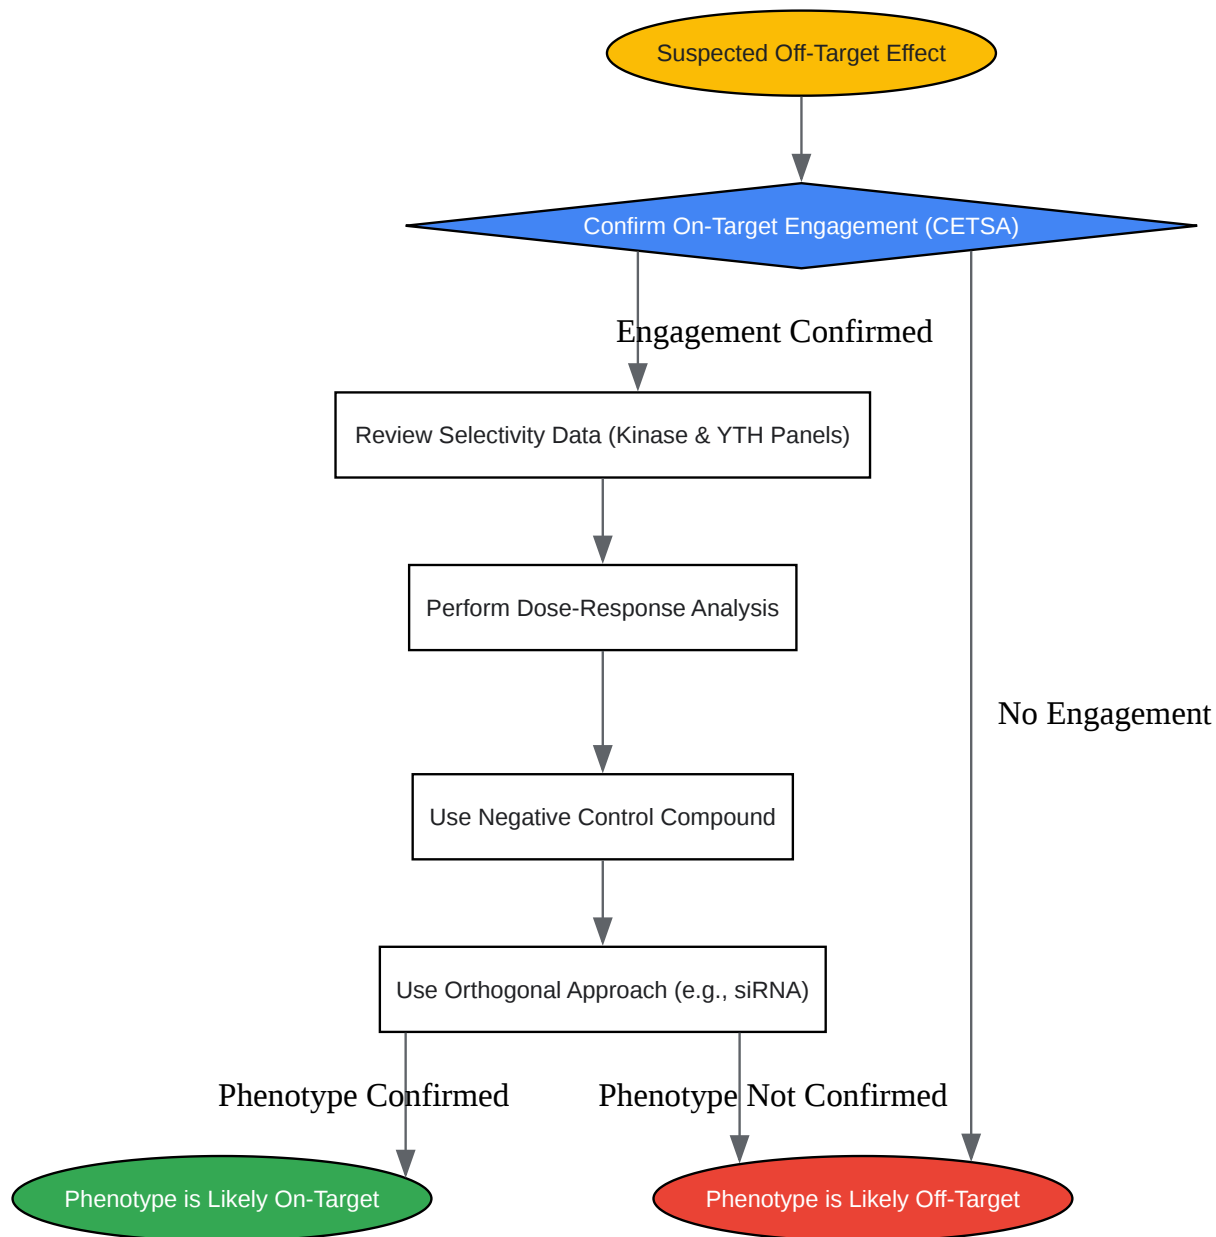 Suspected Off-Target Effect
Confirm On-Target Engagement (CETSA)
Engagement Confirmed
Review Selectivity Data (Kinase & YTH Panels)
Perform Dose-Response Analysis
No Engagement
Use Negative Control Compound
Use Orthogonal Approach (e.g., siRNA)
Phenotype Confirmed
Phenotype Not Confirmed
Phenotype is Likely On-Target
Phenotype is Likely Off-Target